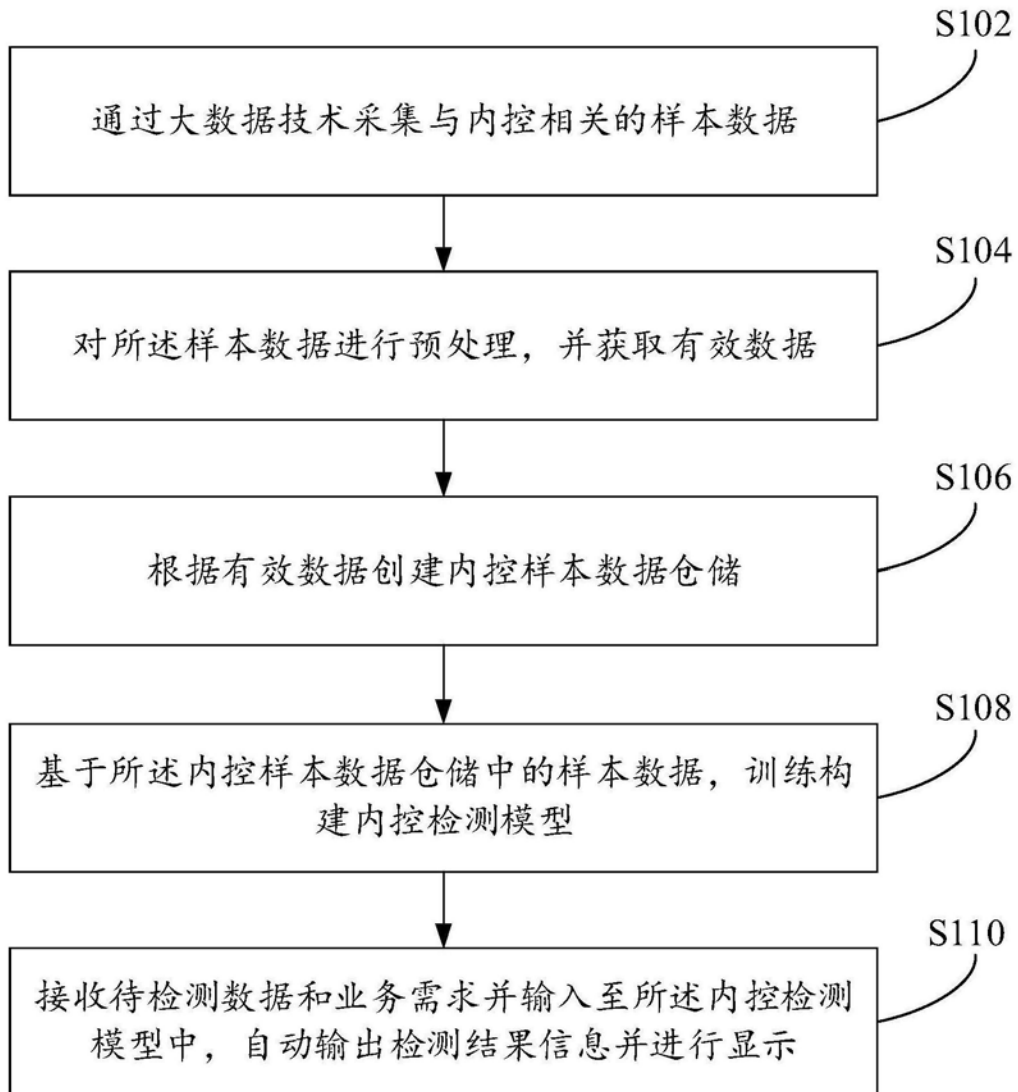 S102
通过大数据技术采集与内控相关的样本数据
S104
对所述样本数据进行预处理，并获取有效数据
S106
根据有效数据创建内控样本数据仓储
S108
基于所述内控样本数据仓储中的样本数据，训练构
建内控检测模型
S110
接收待检测数据和业务需求并输入至所述内控检测
模型中，自动输出检测结果信息并进行显示